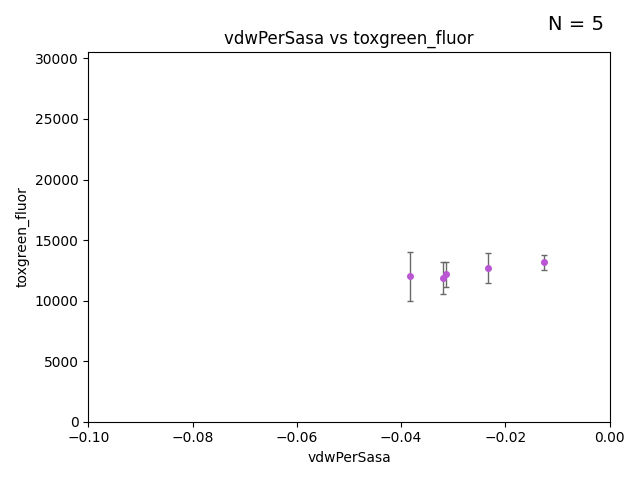 N = 5
vdwPerSasa vs toxgreen_fluor
30000
25000
20000
15000
10000
5000
0
toxgreen_fluor
−0.10 −0.08 −0.06 −0.04 −0.02 0.00
vdwPerSasa